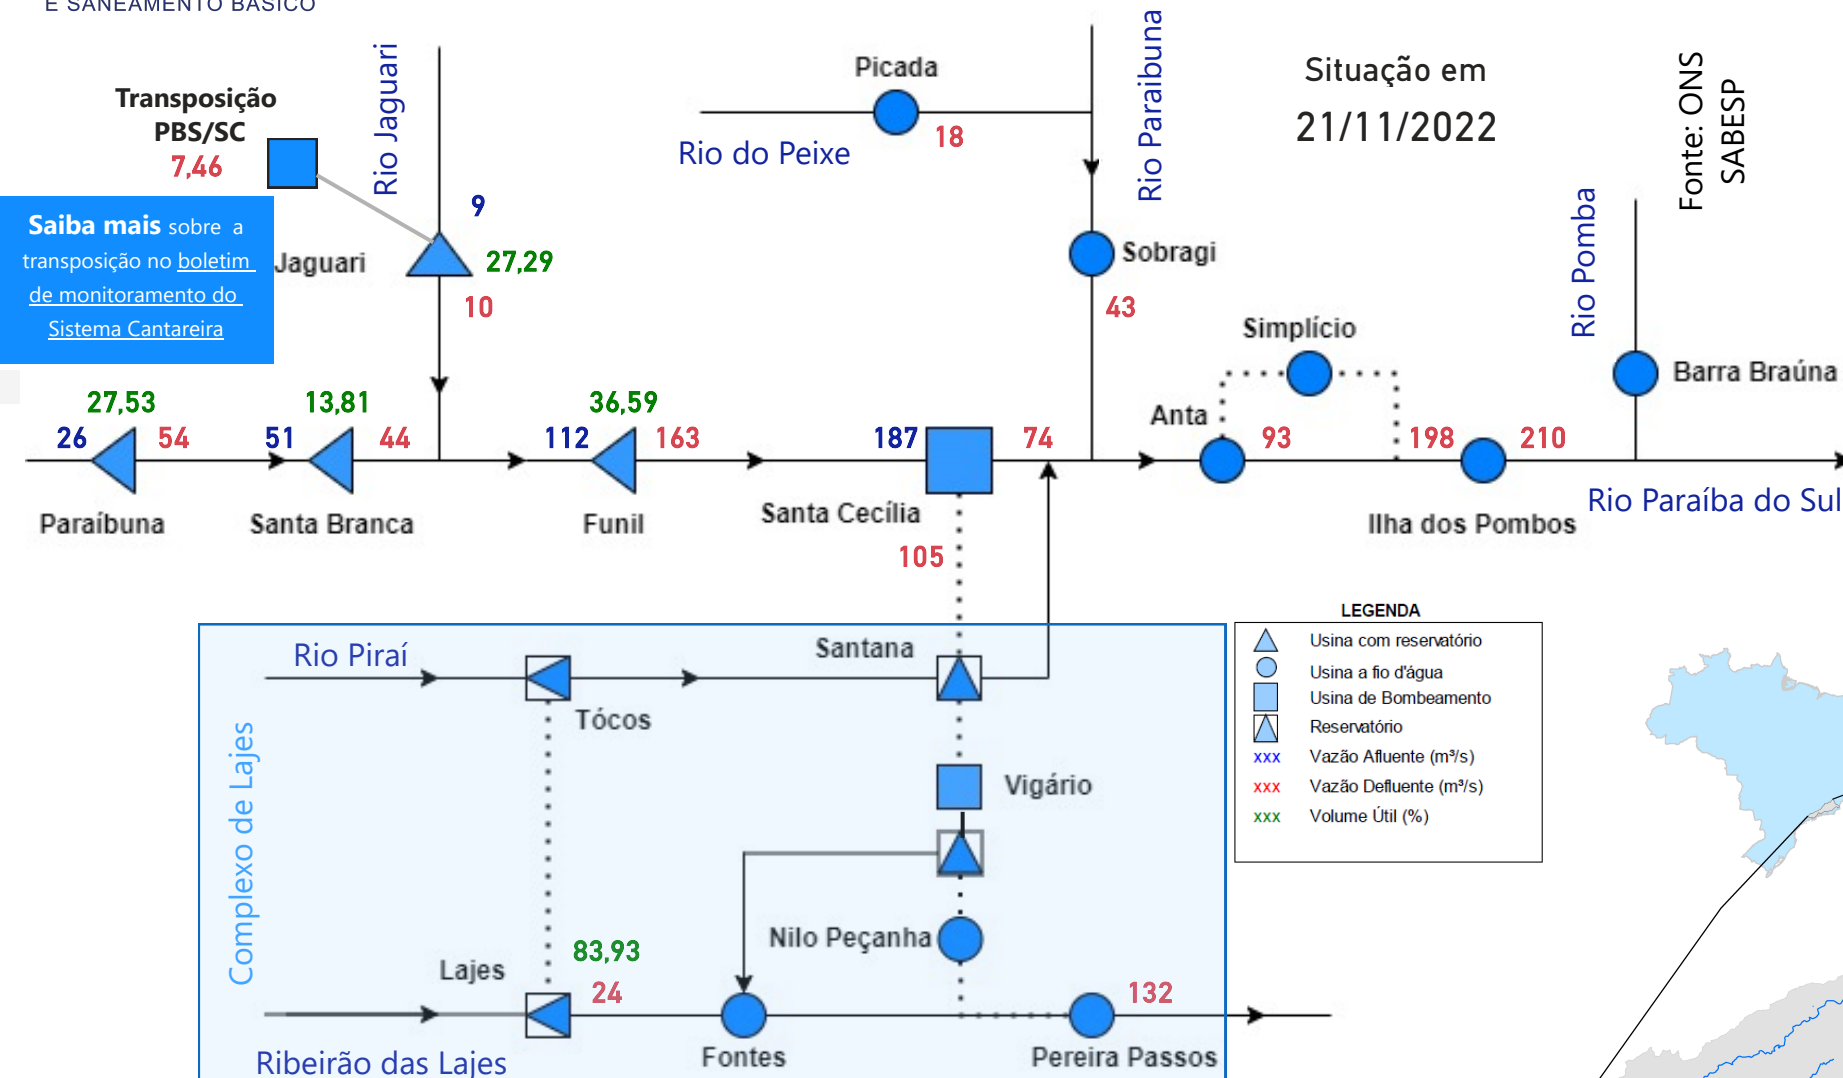 E SANEAMENTO BÁSICO
Transposição
PBS/SC
7,46
Saiba mais sobre a
transposição no boletim
de monitoramento do
Sistema Cantareira
Rio Jaguari
9
Jaguari
27,29
10
Picada
18
Rio do Peixe
Rio Paraibuna
Sobragi
43
Situação em
21/11/2022
Fonte: ONS
SABESP
Rio Pomba
Simplício
Barra Braúna
Anta
27,53
26
54
Paraíbuna
13,81
51
44
Santa Branca
36,59
112
163
Funil
187
74
Santa Cecília
105
93
198
210
Ilha dos Pombos
Rio Paraíba do Sul
Complexo de Lajes
Rio Piraí
Tócos
Santana
Vigário
Nilo Peçanha
Lajes
83,93
24
Ribeirão das Lajes
Fontes
132
Pereira Passos
LEGENDA
Usina com reservatório
Usina a fio d'água
Usina de Bombeamento
Reservatório
xxx Vazão Afluente (m³/s)
xxx Vazão Defluente (m³/s)
xxx Volume Útil (%)